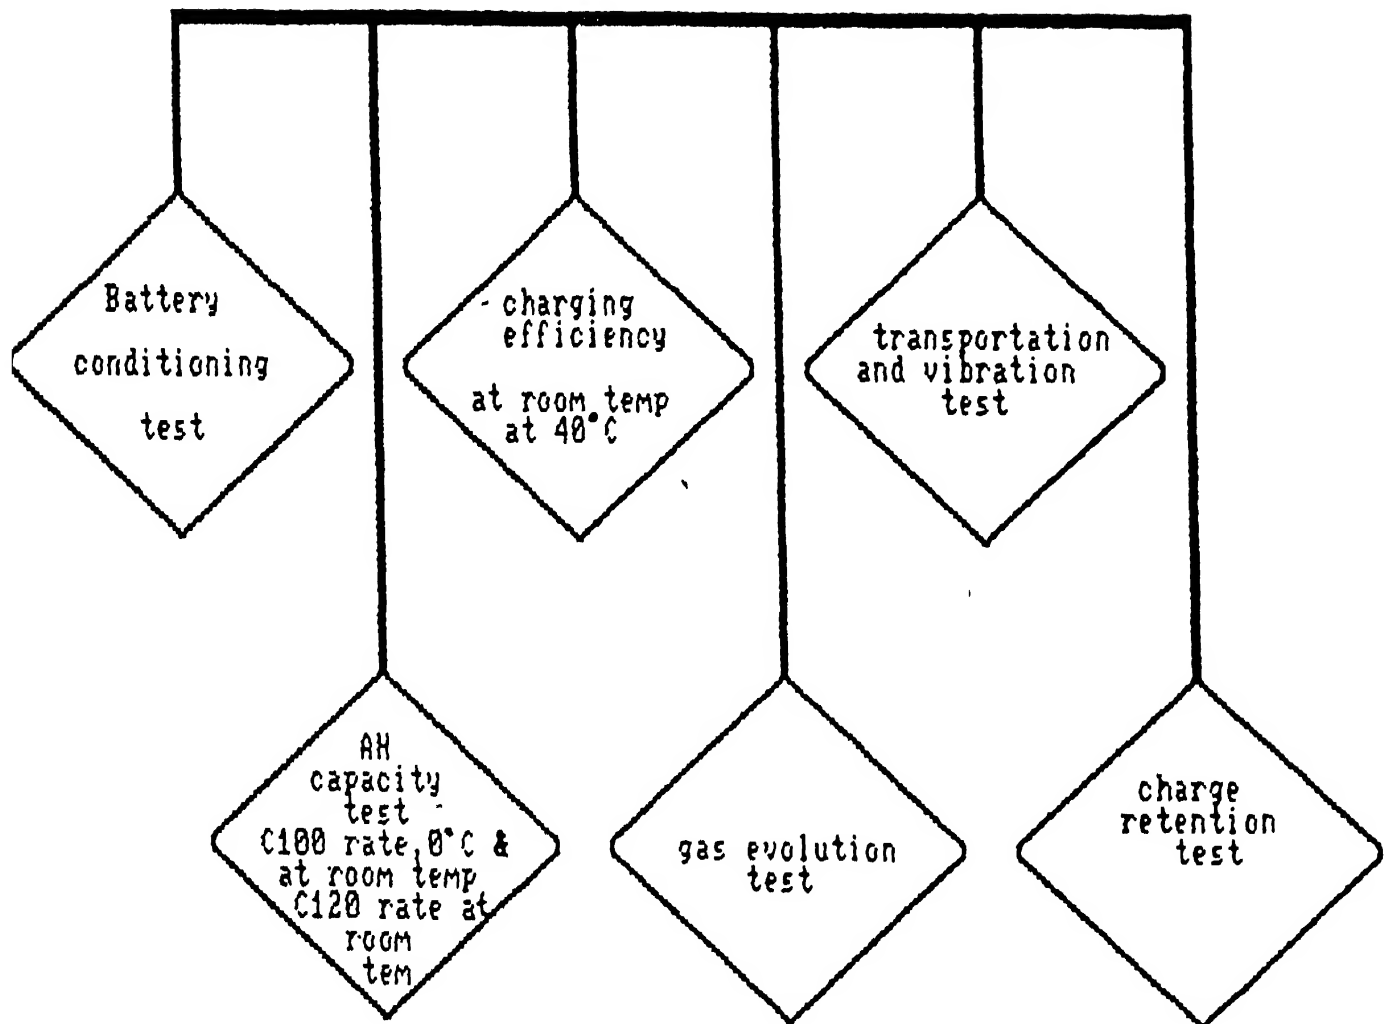 Battery
conditioning
test
charging
efficiency
at room temp
at 40°C
transportation
and vibration
test
AH
capacity
test
C100 rate,0°C &
at room temp
C120 rate at
room
tem
gas evolution
test
charge
retention
test